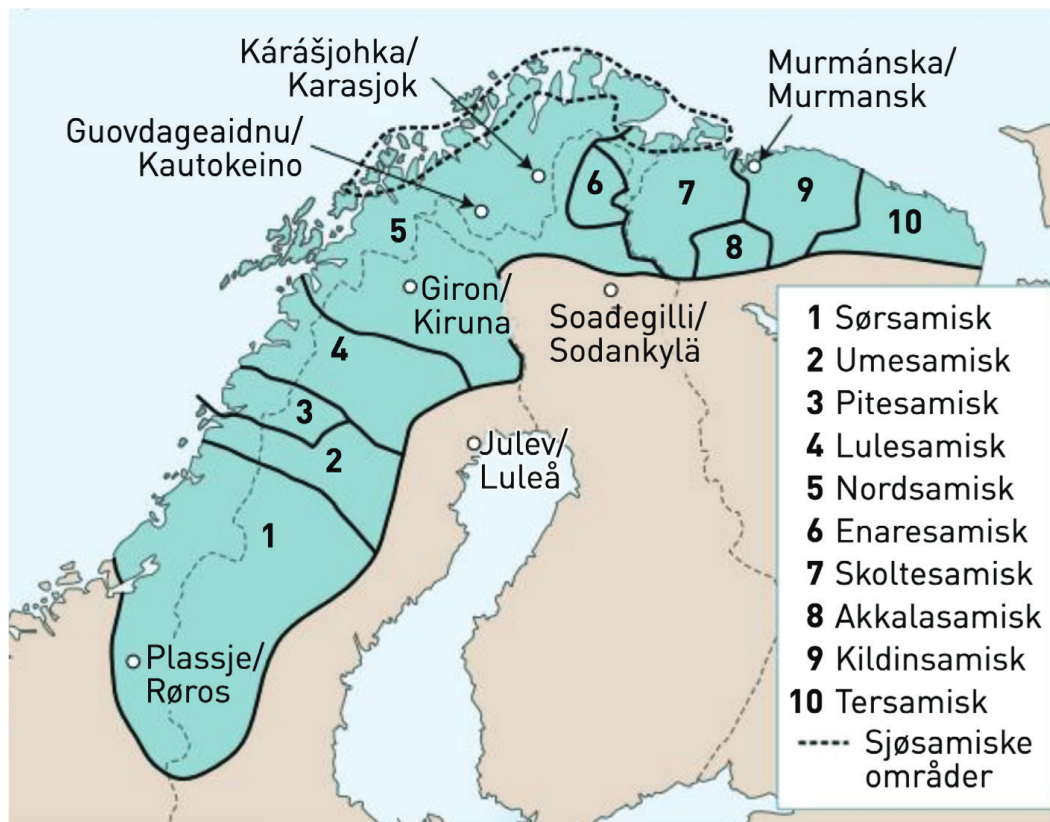 Kárášjohka/
Karasjok
Murmánska/
Murmansk
Guovdageaidnu/
Kautokeino
6
7
9
10
5
8
Giron/
Kiruna
Soadegilli/
Sodankylä
4
3
2
Julev/
Luleå
1
Plassje/
Røros
1 Sørsamisk
2 Umesamisk
3 Pitesamisk
4 Lulesamisk
5 Nordsamisk
6 Enaresamisk
7 Skoltesamisk
8 Akkalasamisk
9 Kildinsamisk
10 Tersamisk
Sjøsamiske
områder